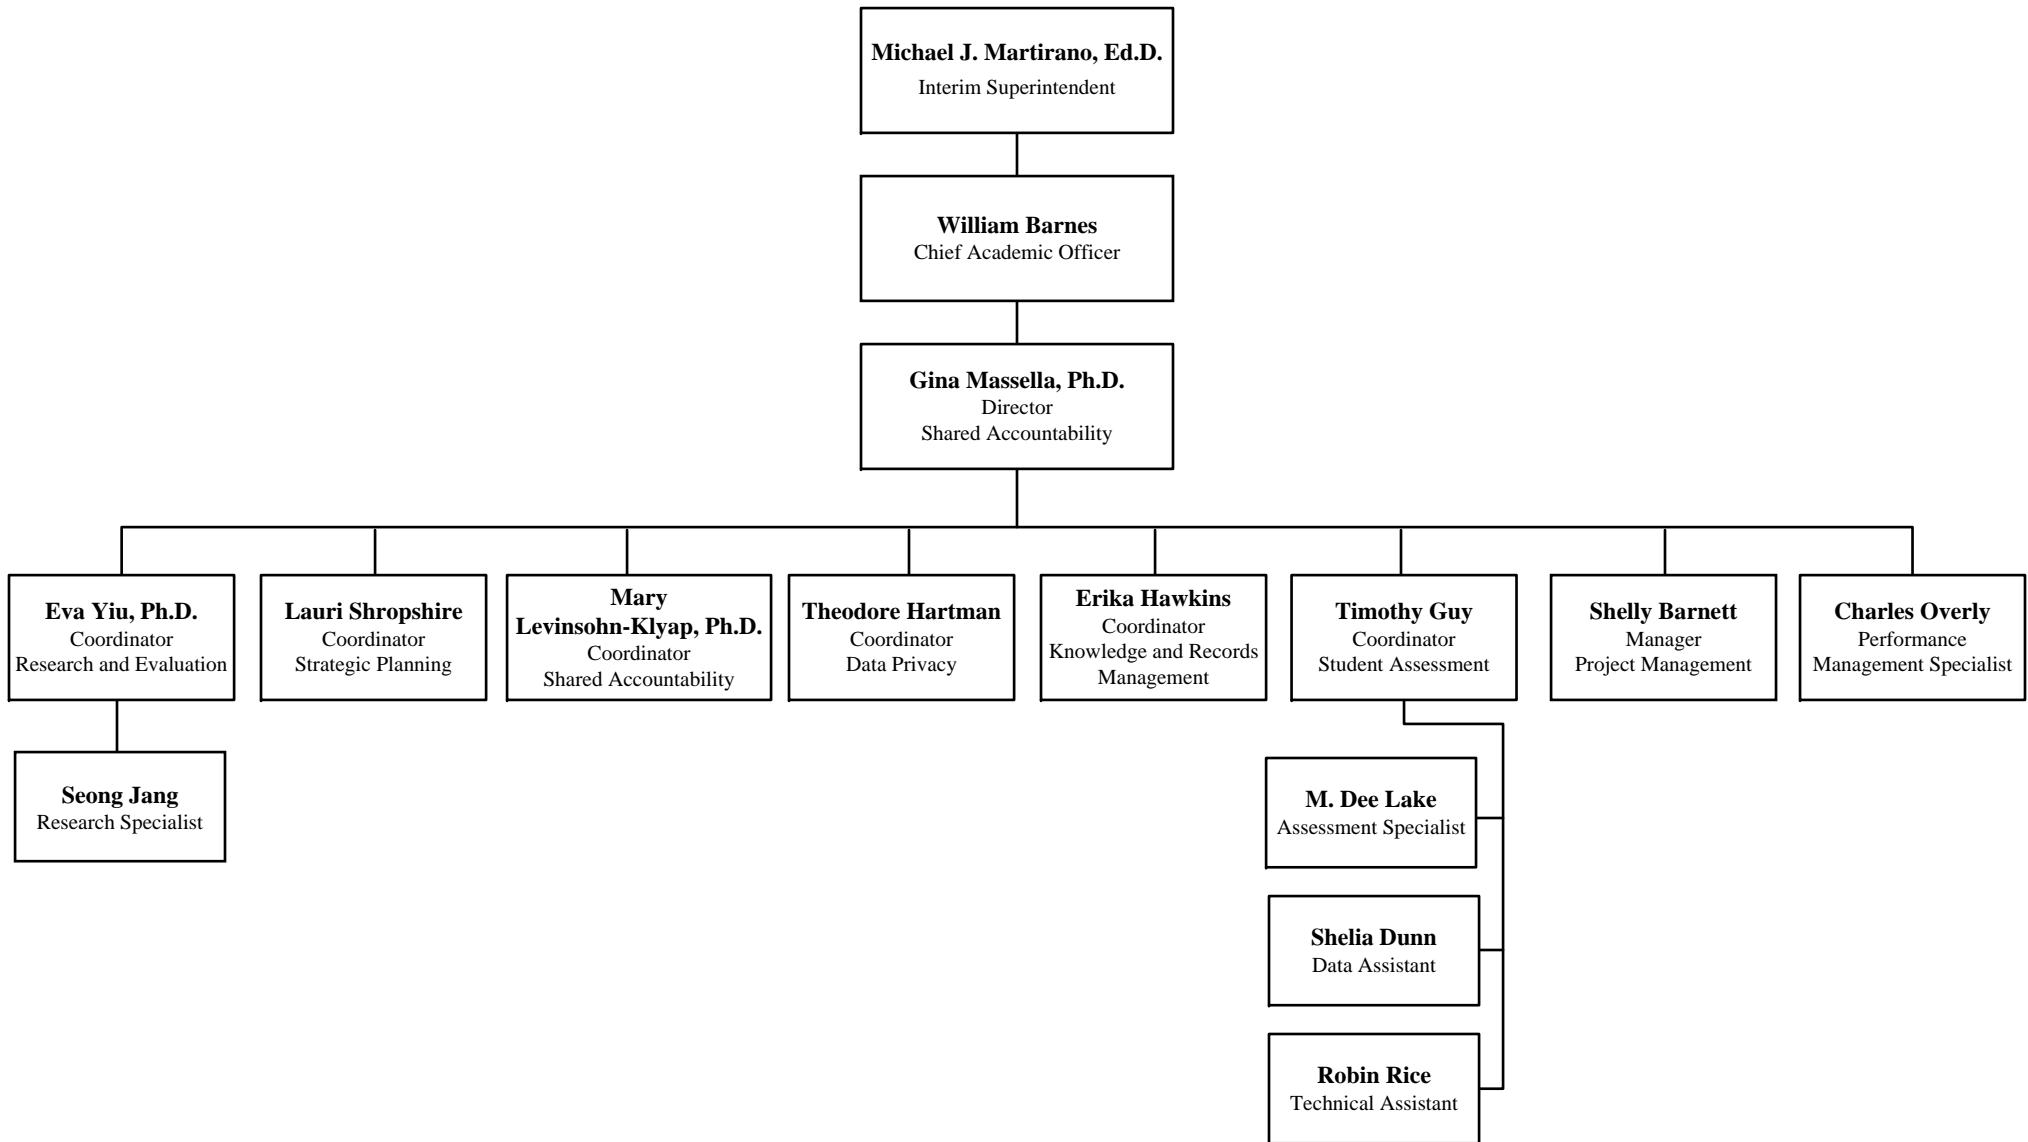 Michael J. Martirano, Ed.D.
Interim Superintendent
William Barnes
Chief Academic Officer
Gina Massella, Ph.D.
Director
Shared Accountability
Eva Yiu, Ph.D.
Coordinator
Research and Evaluation
Lauri Shropshire
Coordinator
Strategic Planning
Mary
Levinsohn-Klyap, Ph.D.
Coordinator
Shared Accountability
Theodore Hartman
Coordinator
Data Privacy
Erika Hawkins
Coordinator
Knowledge and Records
Management
Timothy Guy
Coordinator
Student Assessment
Shelly Barnett
Manager
Project Management
Charles Overly
Performance
Management Specialist
Seong Jang
Research Specialist
M. Dee Lake
Assessment Specialist
Shelia Dunn
Data Assistant
Robin Rice
Technical Assistant